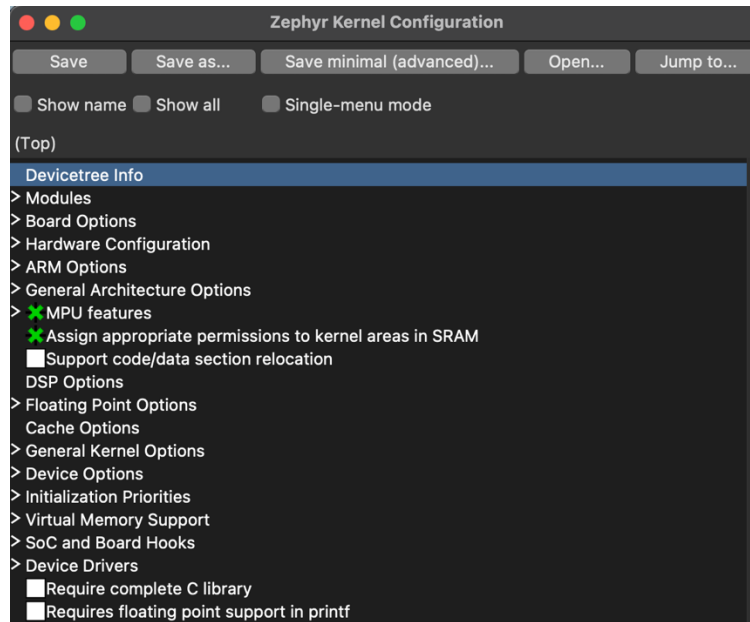 Zephyr Kernel Configuration
Save Save as... Save minimal (advanced)... Open... Jump to...
Show name Show all Single-menu mode
(Top)
Devicetree Info
> Modules
> Board Options
> Hardware Configuration
> ARM Options
> General Architecture Options
> MPU features
Assign appropriate permissions to kernel areas in SRAM
Support code/data section relocation
DSP Options
> Floating Point Options
Cache Options
> General Kernel Options
> Device Options
> Initialization Priorities
> Virtual Memory Support
> SoC and Board Hooks
> Device Drivers
Require complete C library
Requires floating point support in printf